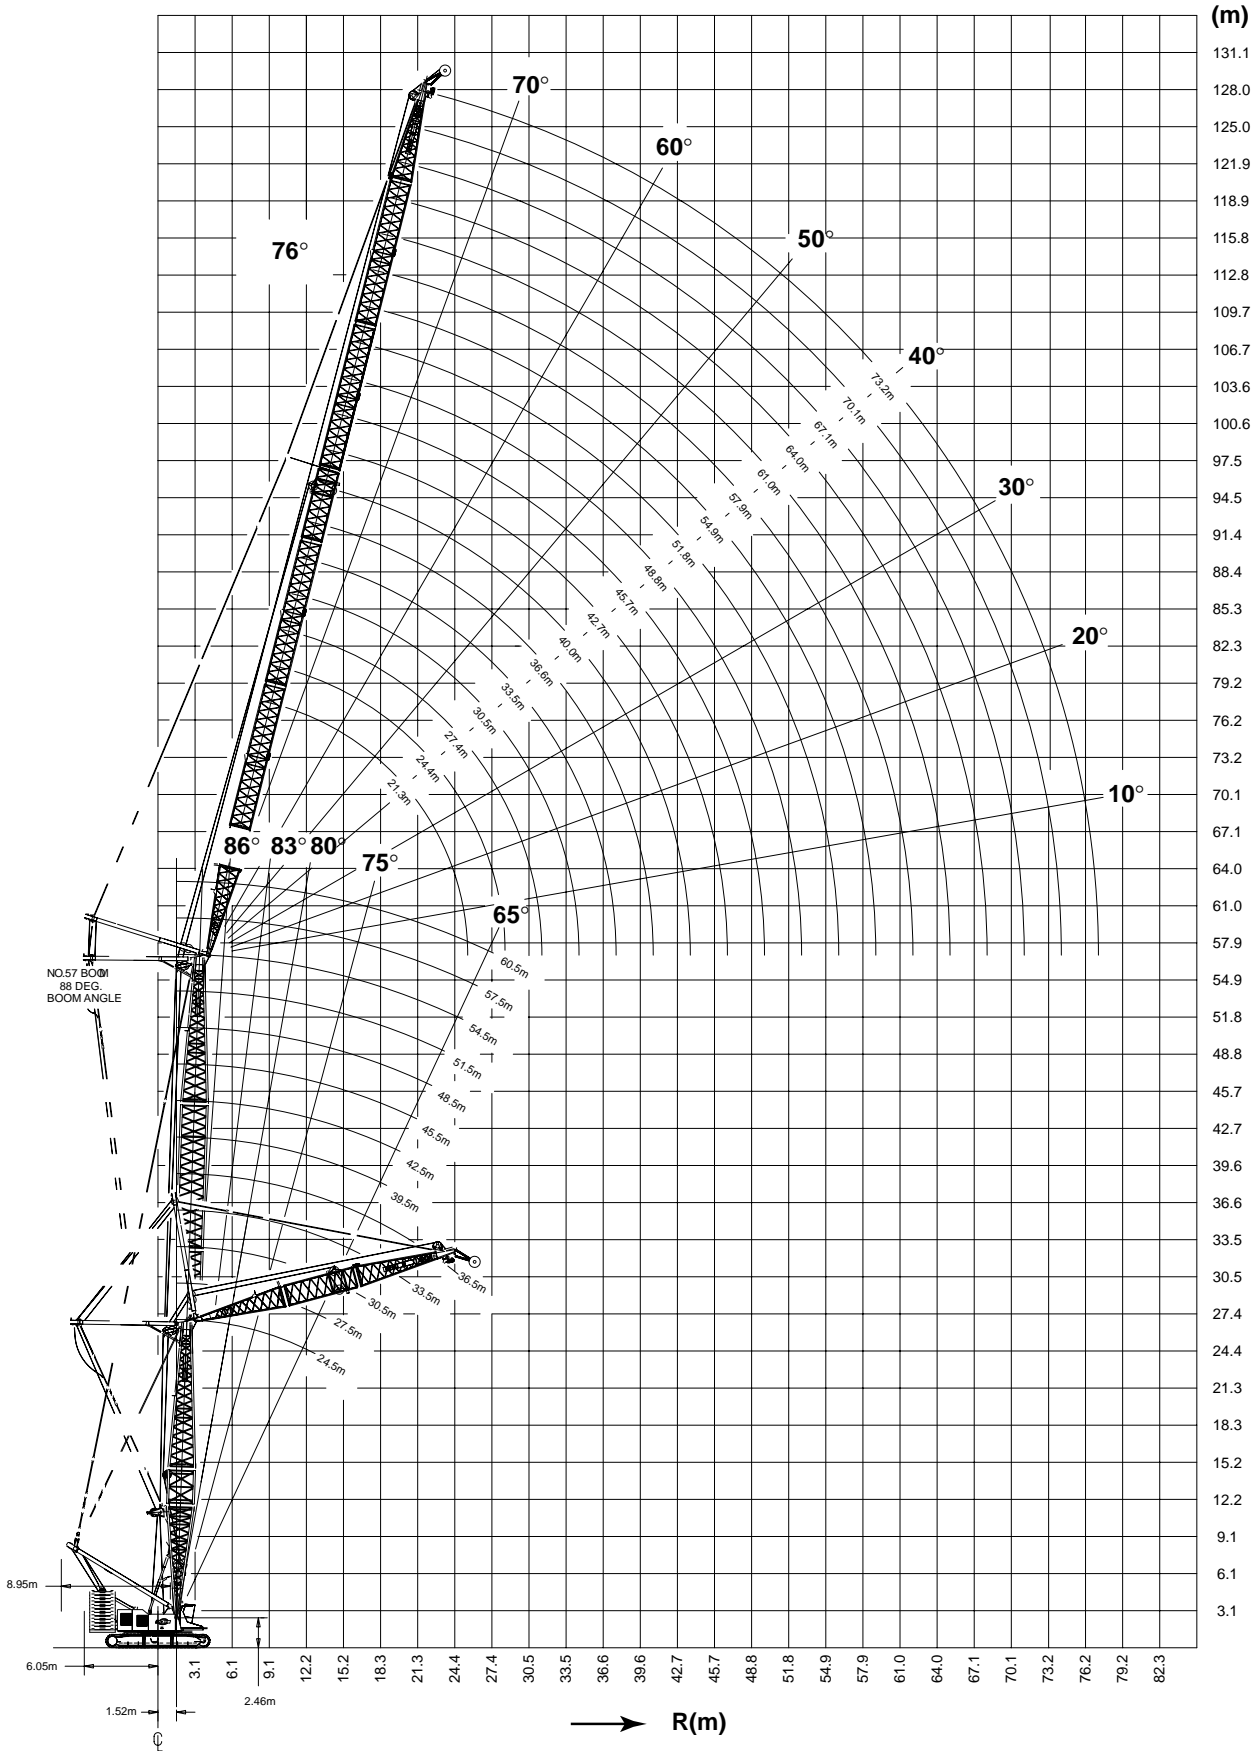 (m)
131.1
128.0
125.0
121.9
118.9
115.8
112.8
109.7
106.7
103.6
100.6
97.5
94.5
91.4
88.4
85.3
82.3
79.2
76.2
73.2
70.1
67.1
64.0
61.0
57.9
54.9
51.8
48.8
45.7
42.7
39.6
36.6
33.5
30.5
27.4
24.4
21.3
18.3
15.2
12.2
9.1
6.1
3.1
70°
60°
76°
50°
40°
30°
20°
10°
73.2m
70.1m
67.1m
64.0m
61.0m
57.9m
54.9m
51.8m
48.8m
45.7m
42.7m
40.0m
36.6m
33.5m
30.5m
27.4m
24.4m
21.3m
86° 83° 80°
75°
65°
NO.57 BOOM
88 DEG.
BOOM ANGLE
60.5m
57.5m
54.5m
51.5m
48.5m
45.5m
42.5m
39.5m
36.5m
33.5m
30.5m
27.5m
24.5m
8.95m
6.05m
1.52m
2.46m
3.1 6.1 9.1 12.2 15.2 18.3 21.3 24.4 27.4 30.5 33.5 36.6 39.6 42.7 45.7 48.8 51.8 54.9 57.9 61.0 64.0 67.1 70.1 73.2 76.2 79.2 82.3
R(m)
℄